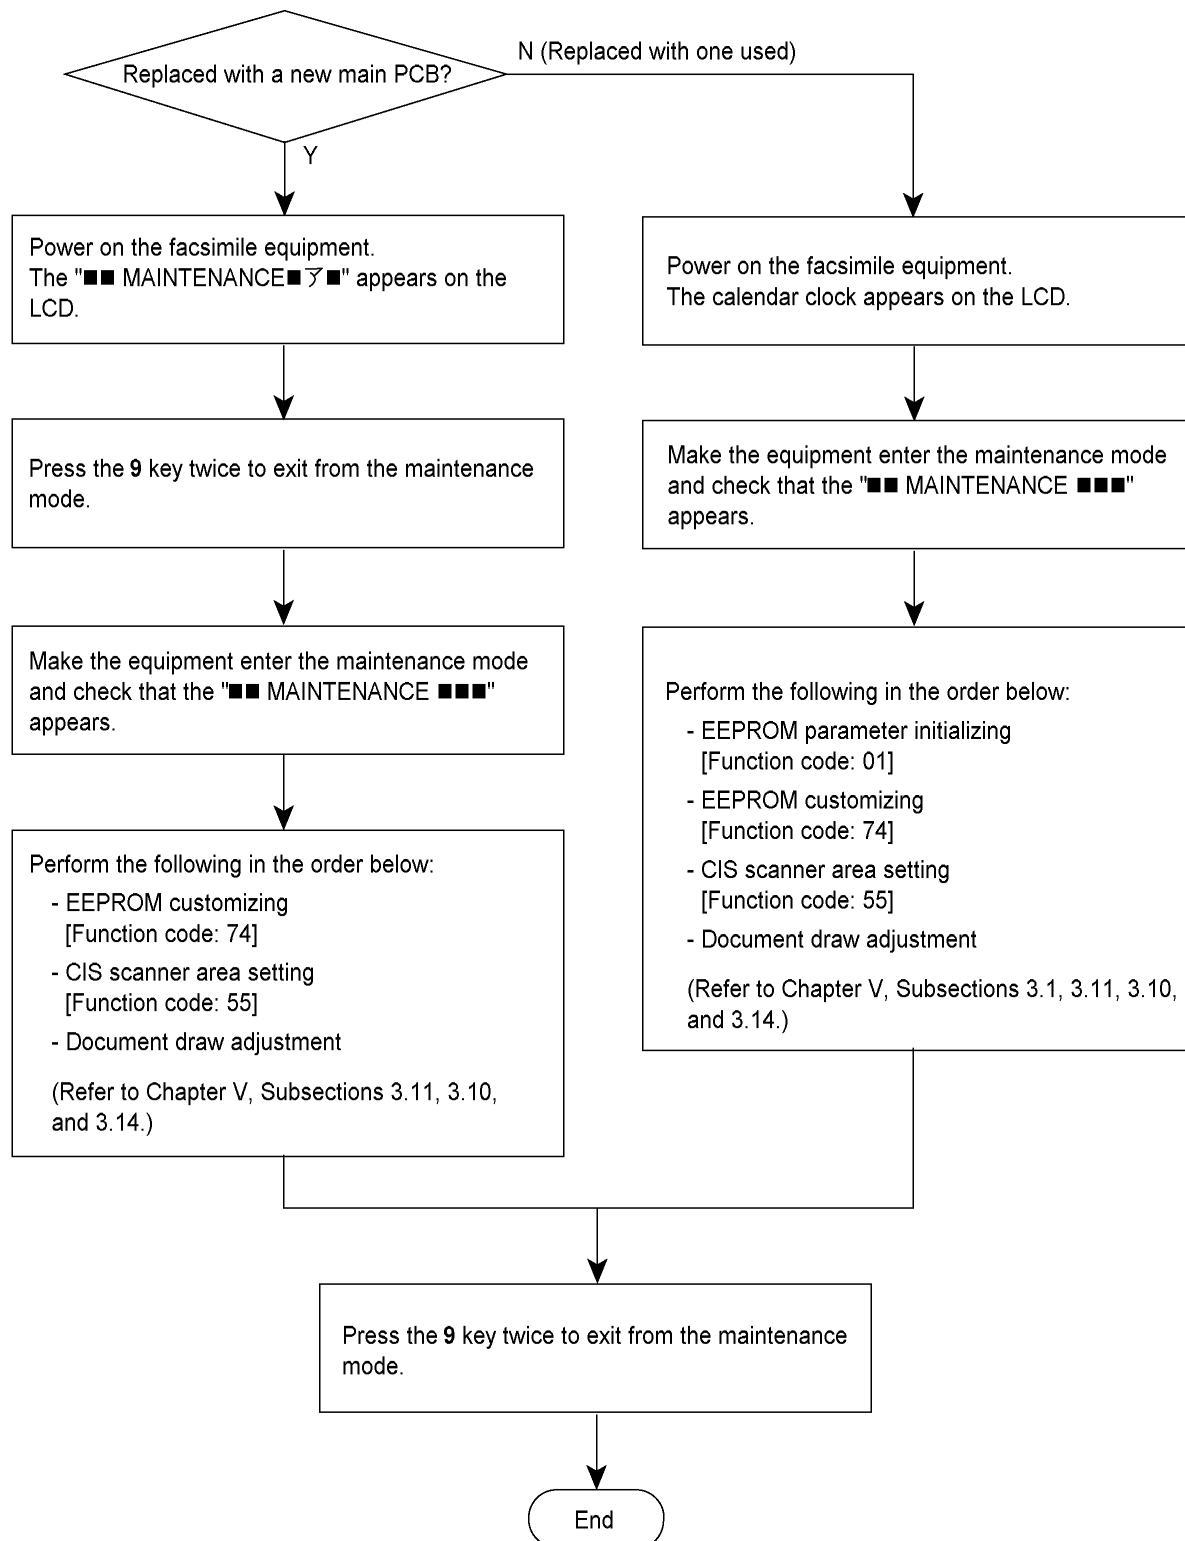 Replaced with a new main PCB?
N (Replaced with one used)
Y
Power on the facsimile equipment.
The "■■ MAINTENANCE■ア■" appears on the
LCD.
Press the 9 key twice to exit from the maintenance
mode.
Make the equipment enter the maintenance mode
and check that the "■■ MAINTENANCE ■■■"
appears.
Perform the following in the order below:
- EEPROM customizing
[Function code: 74]
- CIS scanner area setting
[Function code: 55]
- Document draw adjustment
(Refer to Chapter V, Subsections 3.11, 3.10,
and 3.14.)
Power on the facsimile equipment.
The calendar clock appears on the LCD.
Make the equipment enter the maintenance mode
and check that the "■■ MAINTENANCE ■■■"
appears.
Perform the following in the order below:
- EEPROM parameter initializing
[Function code: 01]
- EEPROM customizing
[Function code: 74]
- CIS scanner area setting
[Function code: 55]
- Document draw adjustment
(Refer to Chapter V, Subsections 3.1, 3.11, 3.10,
and 3.14.)
Press the 9 key twice to exit from the maintenance
mode.
End